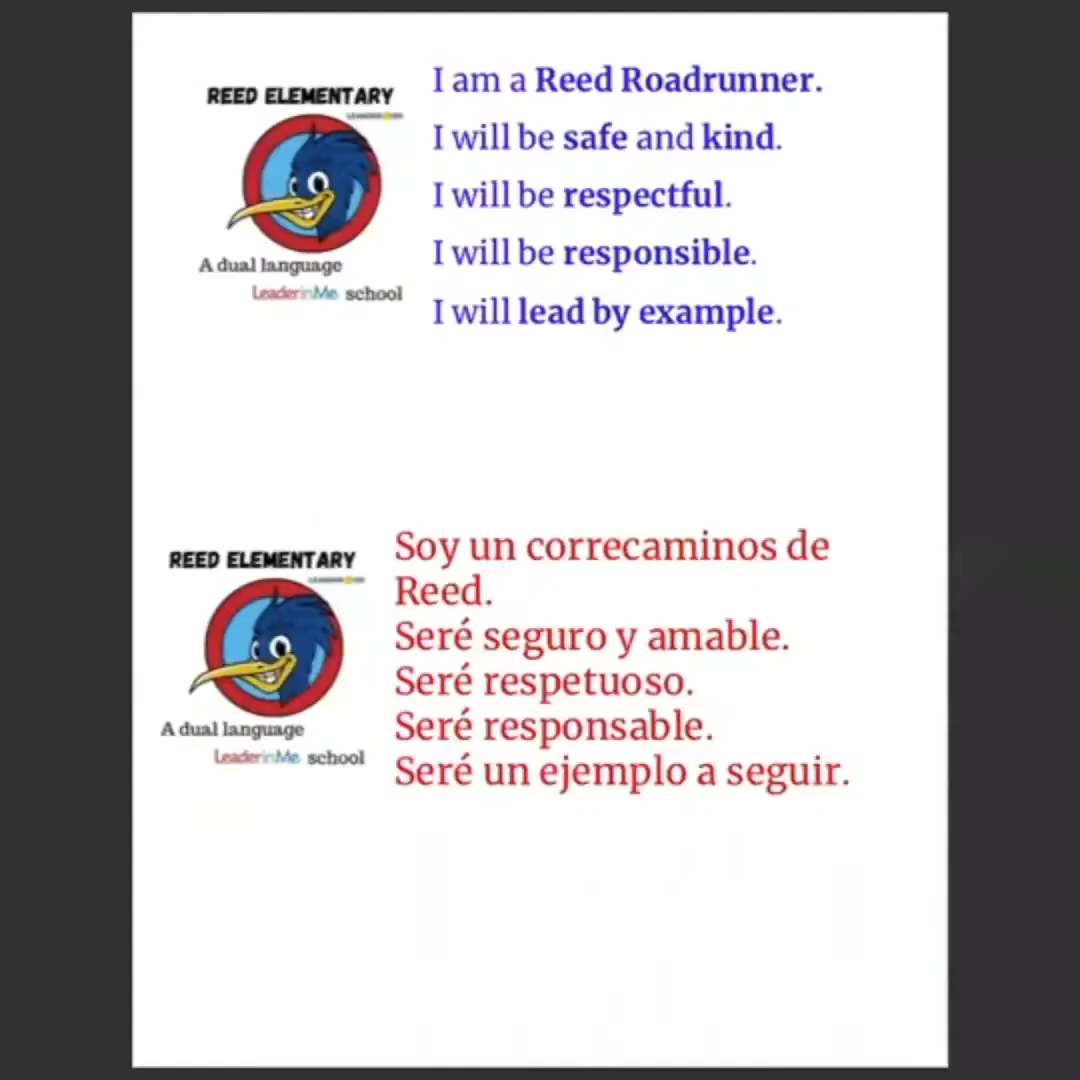 REED ELEMENTARY
A dual language
LeaderinMe school
I am a Reed Roadrunner.
I will be safe and kind.
I will be respectful.
I will be responsible.
I will lead by example.
REED ELEMENTARY
A dual language
LeaderinMe school
Soy un correcaminos de
Reed.
Seré seguro y amable.
Seré respetuoso.
Seré responsable.
Seré un ejemplo a seguir.